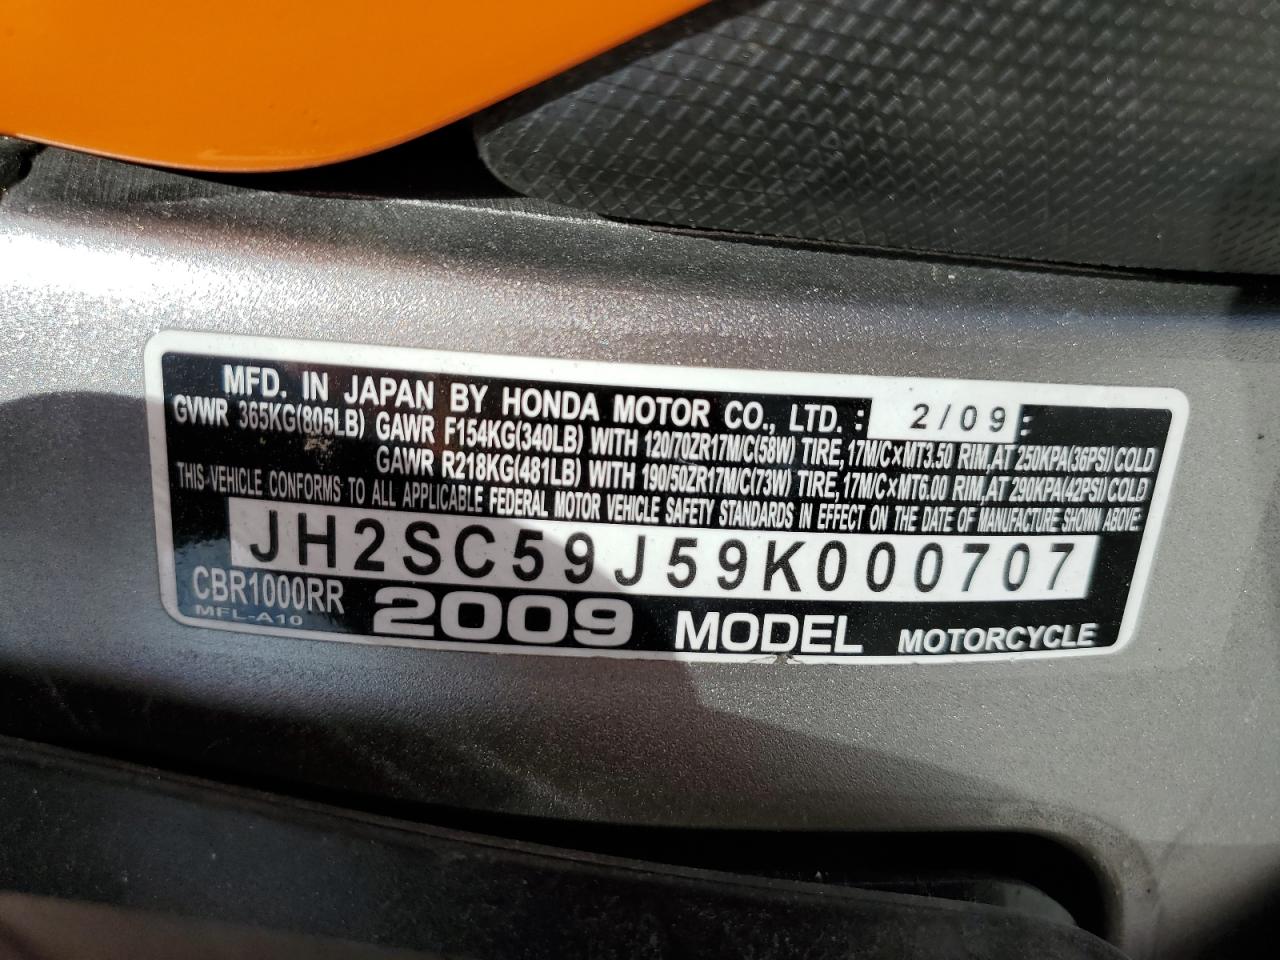 MFD. IN JAPAN BY HONDA MOTOR CO., LTD. : 2/09 :
GVWR 365KG(805LB) GAWR F154KG(340LB) WITH 120/70ZR17M/C(58W) TIRE,17M/C×MT3.50 RIM,AT 250KPA(36PSI)COLD
GAWR R218KG(481LB) WITH 190/50ZR17M/C(73W) TIRE,17M/C×MT6.00 RIM,AT 290KPA(42PSI)COLD
THIS VEHICLE CONFORMS TO ALL APPLICABLE FEDERAL MOTOR VEHICLE SAFETY STANDARDS IN EFFECT ON THE DATE OF MANUFACTURE SHOWN ABOVE.
JH2SC59J59K000707
CBR1000RR 2009 MODEL MOTORCYCLE
MFL-A10